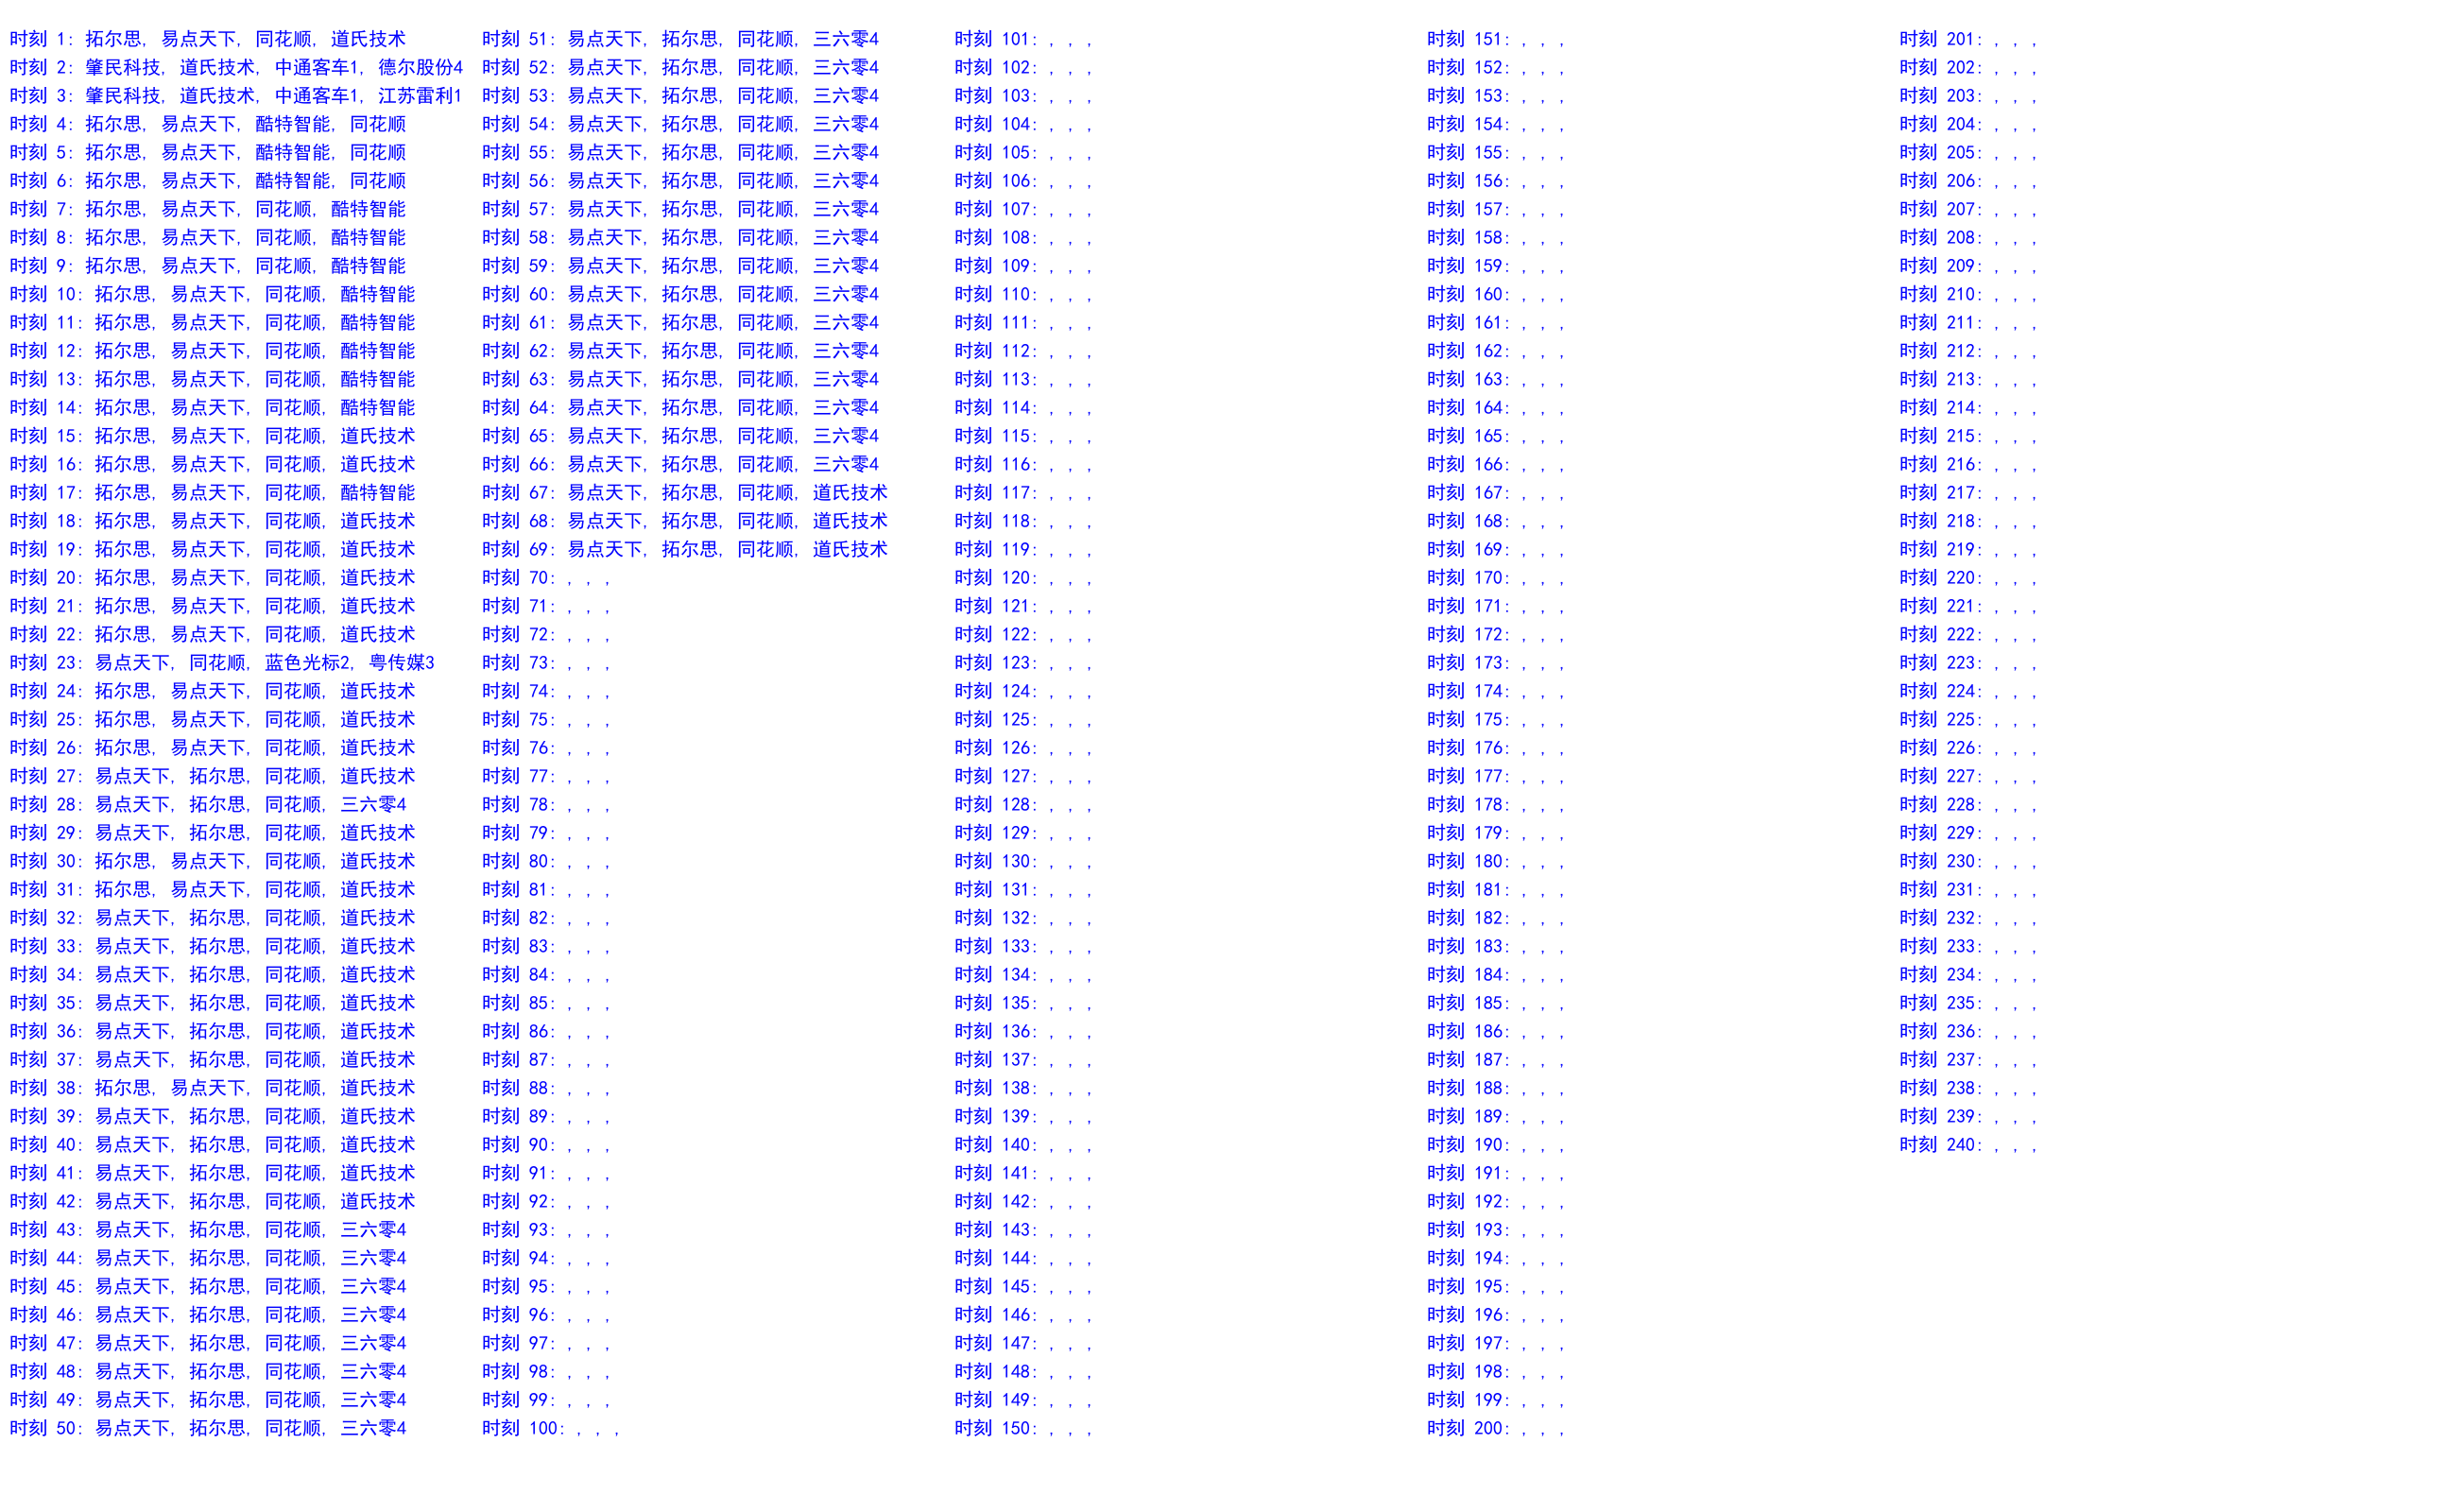 时刻 1: 拓尔思, 易点天下, 同花顺, 道氏技术
时刻 2: 肇民科技, 道氏技术, 中通客车1, 德尔股份4
时刻 3: 肇民科技, 道氏技术, 中通客车1, 江苏雷利1
时刻 4: 拓尔思, 易点天下, 酷特智能, 同花顺
时刻 5: 拓尔思, 易点天下, 酷特智能, 同花顺
时刻 6: 拓尔思, 易点天下, 酷特智能, 同花顺
时刻 7: 拓尔思, 易点天下, 同花顺, 酷特智能
时刻 8: 拓尔思, 易点天下, 同花顺, 酷特智能
时刻 9: 拓尔思, 易点天下, 同花顺, 酷特智能
时刻 10: 拓尔思, 易点天下, 同花顺, 酷特智能
时刻 11: 拓尔思, 易点天下, 同花顺, 酷特智能
时刻 12: 拓尔思, 易点天下, 同花顺, 酷特智能
时刻 13: 拓尔思, 易点天下, 同花顺, 酷特智能
时刻 14: 拓尔思, 易点天下, 同花顺, 酷特智能
时刻 15: 拓尔思, 易点天下, 同花顺, 道氏技术
时刻 16: 拓尔思, 易点天下, 同花顺, 道氏技术
时刻 17: 拓尔思, 易点天下, 同花顺, 酷特智能
时刻 18: 拓尔思, 易点天下, 同花顺, 道氏技术
时刻 19: 拓尔思, 易点天下, 同花顺, 道氏技术
时刻 20: 拓尔思, 易点天下, 同花顺, 道氏技术
时刻 21: 拓尔思, 易点天下, 同花顺, 道氏技术
时刻 22: 拓尔思, 易点天下, 同花顺, 道氏技术
时刻 23: 易点天下, 同花顺, 蓝色光标2, 粤传媒3
时刻 24: 拓尔思, 易点天下, 同花顺, 道氏技术
时刻 25: 拓尔思, 易点天下, 同花顺, 道氏技术
时刻 26: 拓尔思, 易点天下, 同花顺, 道氏技术
时刻 27: 易点天下, 拓尔思, 同花顺, 道氏技术
时刻 28: 易点天下, 拓尔思, 同花顺, 三六零4
时刻 29: 易点天下, 拓尔思, 同花顺, 道氏技术
时刻 30: 拓尔思, 易点天下, 同花顺, 道氏技术
时刻 31: 拓尔思, 易点天下, 同花顺, 道氏技术
时刻 32: 易点天下, 拓尔思, 同花顺, 道氏技术
时刻 33: 易点天下, 拓尔思, 同花顺, 道氏技术
时刻 34: 易点天下, 拓尔思, 同花顺, 道氏技术
时刻 35: 易点天下, 拓尔思, 同花顺, 道氏技术
时刻 36: 易点天下, 拓尔思, 同花顺, 道氏技术
时刻 37: 易点天下, 拓尔思, 同花顺, 道氏技术
时刻 38: 拓尔思, 易点天下, 同花顺, 道氏技术
时刻 39: 易点天下, 拓尔思, 同花顺, 道氏技术
时刻 40: 易点天下, 拓尔思, 同花顺, 道氏技术
时刻 41: 易点天下, 拓尔思, 同花顺, 道氏技术
时刻 42: 易点天下, 拓尔思, 同花顺, 道氏技术
时刻 43: 易点天下, 拓尔思, 同花顺, 三六零4
时刻 44: 易点天下, 拓尔思, 同花顺, 三六零4
时刻 45: 易点天下, 拓尔思, 同花顺, 三六零4
时刻 46: 易点天下, 拓尔思, 同花顺, 三六零4
时刻 47: 易点天下, 拓尔思, 同花顺, 三六零4
时刻 48: 易点天下, 拓尔思, 同花顺, 三六零4
时刻 49: 易点天下, 拓尔思, 同花顺, 三六零4
时刻 50: 易点天下, 拓尔思, 同花顺, 三六零4
时刻 51: 易点天下, 拓尔思, 同花顺, 三六零4
时刻 52: 易点天下, 拓尔思, 同花顺, 三六零4
时刻 53: 易点天下, 拓尔思, 同花顺, 三六零4
时刻 54: 易点天下, 拓尔思, 同花顺, 三六零4
时刻 55: 易点天下, 拓尔思, 同花顺, 三六零4
时刻 56: 易点天下, 拓尔思, 同花顺, 三六零4
时刻 57: 易点天下, 拓尔思, 同花顺, 三六零4
时刻 58: 易点天下, 拓尔思, 同花顺, 三六零4
时刻 59: 易点天下, 拓尔思, 同花顺, 三六零4
时刻 60: 易点天下, 拓尔思, 同花顺, 三六零4
时刻 61: 易点天下, 拓尔思, 同花顺, 三六零4
时刻 62: 易点天下, 拓尔思, 同花顺, 三六零4
时刻 63: 易点天下, 拓尔思, 同花顺, 三六零4
时刻 64: 易点天下, 拓尔思, 同花顺, 三六零4
时刻 65: 易点天下, 拓尔思, 同花顺, 三六零4
时刻 66: 易点天下, 拓尔思, 同花顺, 三六零4
时刻 67: 易点天下, 拓尔思, 同花顺, 道氏技术
时刻 68: 易点天下, 拓尔思, 同花顺, 道氏技术
时刻 69: 易点天下, 拓尔思, 同花顺, 道氏技术
时刻 70: , , ,
时刻 71: , , ,
时刻 72: , , ,
时刻 73: , , ,
时刻 74: , , ,
时刻 75: , , ,
时刻 76: , , ,
时刻 77: , , ,
时刻 78: , , ,
时刻 79: , , ,
时刻 80: , , ,
时刻 81: , , ,
时刻 82: , , ,
时刻 83: , , ,
时刻 84: , , ,
时刻 85: , , ,
时刻 86: , , ,
时刻 87: , , ,
时刻 88: , , ,
时刻 89: , , ,
时刻 90: , , ,
时刻 91: , , ,
时刻 92: , , ,
时刻 93: , , ,
时刻 94: , , ,
时刻 95: , , ,
时刻 96: , , ,
时刻 97: , , ,
时刻 98: , , ,
时刻 99: , , ,
时刻 100: , , ,
时刻 101: , , ,
时刻 102: , , ,
时刻 103: , , ,
时刻 104: , , ,
时刻 105: , , ,
时刻 106: , , ,
时刻 107: , , ,
时刻 108: , , ,
时刻 109: , , ,
时刻 110: , , ,
时刻 111: , , ,
时刻 112: , , ,
时刻 113: , , ,
时刻 114: , , ,
时刻 115: , , ,
时刻 116: , , ,
时刻 117: , , ,
时刻 118: , , ,
时刻 119: , , ,
时刻 120: , , ,
时刻 121: , , ,
时刻 122: , , ,
时刻 123: , , ,
时刻 124: , , ,
时刻 125: , , ,
时刻 126: , , ,
时刻 127: , , ,
时刻 128: , , ,
时刻 129: , , ,
时刻 130: , , ,
时刻 131: , , ,
时刻 132: , , ,
时刻 133: , , ,
时刻 134: , , ,
时刻 135: , , ,
时刻 136: , , ,
时刻 137: , , ,
时刻 138: , , ,
时刻 139: , , ,
时刻 140: , , ,
时刻 141: , , ,
时刻 142: , , ,
时刻 143: , , ,
时刻 144: , , ,
时刻 145: , , ,
时刻 146: , , ,
时刻 147: , , ,
时刻 148: , , ,
时刻 149: , , ,
时刻 150: , , ,
时刻 151: , , ,
时刻 152: , , ,
时刻 153: , , ,
时刻 154: , , ,
时刻 155: , , ,
时刻 156: , , ,
时刻 157: , , ,
时刻 158: , , ,
时刻 159: , , ,
时刻 160: , , ,
时刻 161: , , ,
时刻 162: , , ,
时刻 163: , , ,
时刻 164: , , ,
时刻 165: , , ,
时刻 166: , , ,
时刻 167: , , ,
时刻 168: , , ,
时刻 169: , , ,
时刻 170: , , ,
时刻 171: , , ,
时刻 172: , , ,
时刻 173: , , ,
时刻 174: , , ,
时刻 175: , , ,
时刻 176: , , ,
时刻 177: , , ,
时刻 178: , , ,
时刻 179: , , ,
时刻 180: , , ,
时刻 181: , , ,
时刻 182: , , ,
时刻 183: , , ,
时刻 184: , , ,
时刻 185: , , ,
时刻 186: , , ,
时刻 187: , , ,
时刻 188: , , ,
时刻 189: , , ,
时刻 190: , , ,
时刻 191: , , ,
时刻 192: , , ,
时刻 193: , , ,
时刻 194: , , ,
时刻 195: , , ,
时刻 196: , , ,
时刻 197: , , ,
时刻 198: , , ,
时刻 199: , , ,
时刻 200: , , ,
时刻 201: , , ,
时刻 202: , , ,
时刻 203: , , ,
时刻 204: , , ,
时刻 205: , , ,
时刻 206: , , ,
时刻 207: , , ,
时刻 208: , , ,
时刻 209: , , ,
时刻 210: , , ,
时刻 211: , , ,
时刻 212: , , ,
时刻 213: , , ,
时刻 214: , , ,
时刻 215: , , ,
时刻 216: , , ,
时刻 217: , , ,
时刻 218: , , ,
时刻 219: , , ,
时刻 220: , , ,
时刻 221: , , ,
时刻 222: , , ,
时刻 223: , , ,
时刻 224: , , ,
时刻 225: , , ,
时刻 226: , , ,
时刻 227: , , ,
时刻 228: , , ,
时刻 229: , , ,
时刻 230: , , ,
时刻 231: , , ,
时刻 232: , , ,
时刻 233: , , ,
时刻 234: , , ,
时刻 235: , , ,
时刻 236: , , ,
时刻 237: , , ,
时刻 238: , , ,
时刻 239: , , ,
时刻 240: , , ,